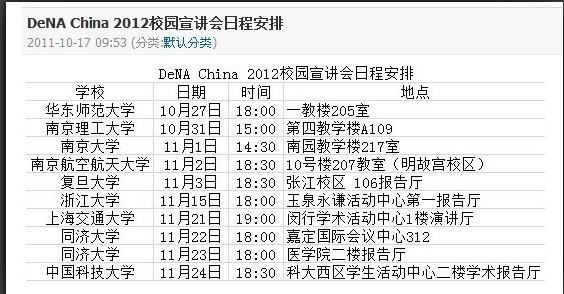 DeNA China 2012校园宣讲会日程安排
2011-10-17 09:53 (分类:默认分类)
DeNA China 2012校园宣讲会日程安排
学校 日期 时间 地点
华东师范大学 10月27日 18:00 一教楼205室
南京理工大学 10月31日 15:00 第四教学楼A109
南京大学 11月1日 14:30 南园教学楼217室
南京航空航天大学 11月2日 18:30 10号楼207教室（明故宫校区）
复旦大学 11月3日 18:30 张江校区 106报告厅
浙江大学 11月15日 18:00 玉泉永谦活动中心第一报告厅
上海交通大学 11月21日 19:00 闵行学术活动中心1楼演讲厅
同济大学 11月22日 18:00 嘉定国际会议中心312
同济大学 11月23日 18:00 医学院二楼报告厅
中国科技大学 11月24日 18:30 科大西区学生活动中心二楼学术报告厅